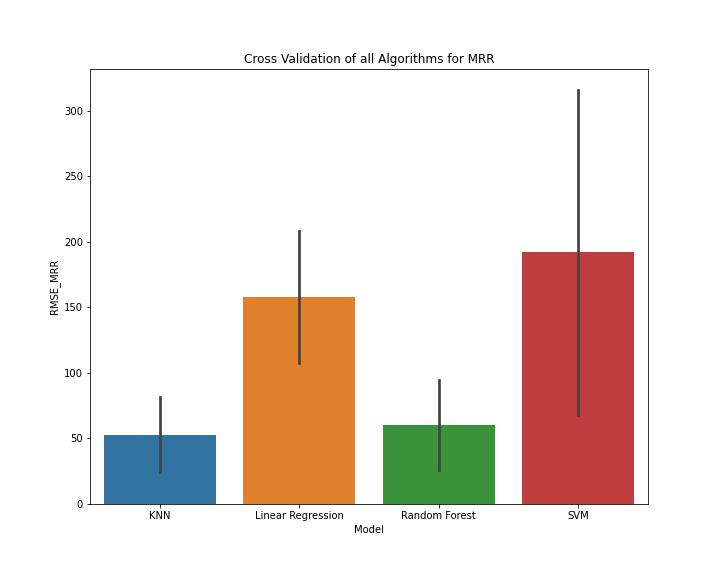 Cross Validation of all Algorithms for MRR
RMSE_MRR
300
250
200
150
100
50
0
KNN
Linear Regression
Random Forest
SVM
Model